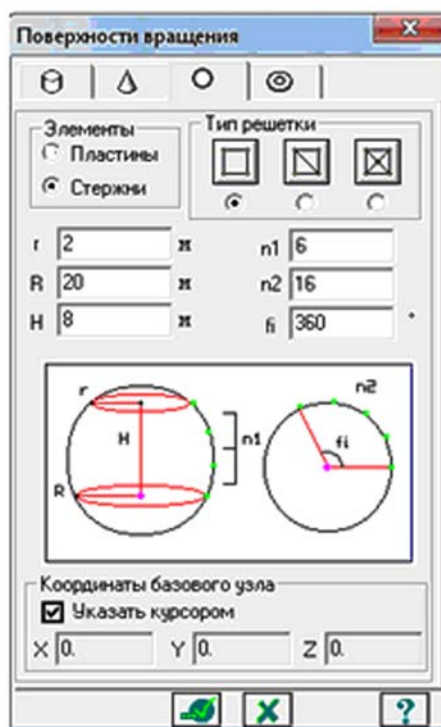 Поверхности вращения
Элементы
Пластины
Стержни
Тип решетки
r 2 м n1 6
R 20 м n2 16
H 8 м fi 360 °
r
H
R
n1
n2
fi
Координаты базового узла
Указать курсором
X 0. Y 0. Z 0.
?